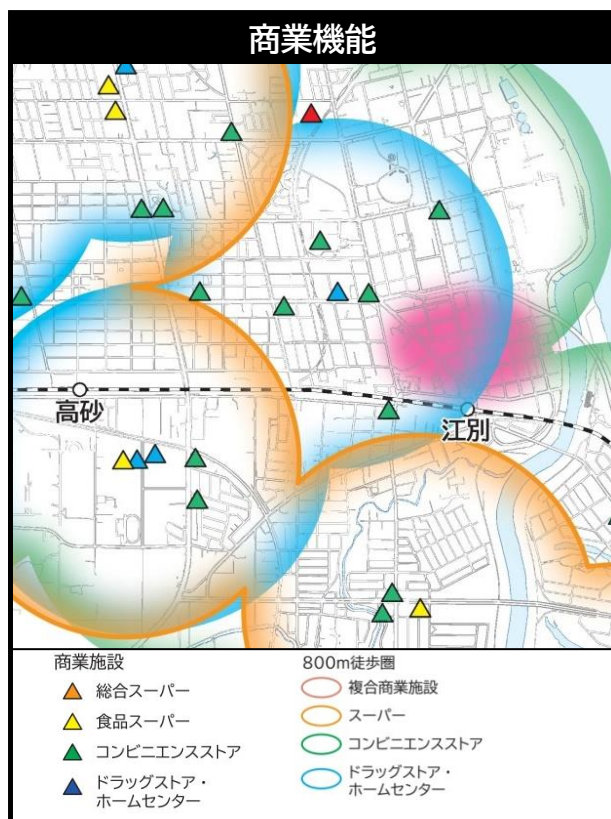 商業機能
高砂
江別
商業施設
総合スーパー
食品スーパー
コンビニエンスストア
ドラッグストア・
ホームセンター
800m徒歩圏
複合商業施設
スーパー
コンビニエンスストア
ドラッグストア・
ホームセンター